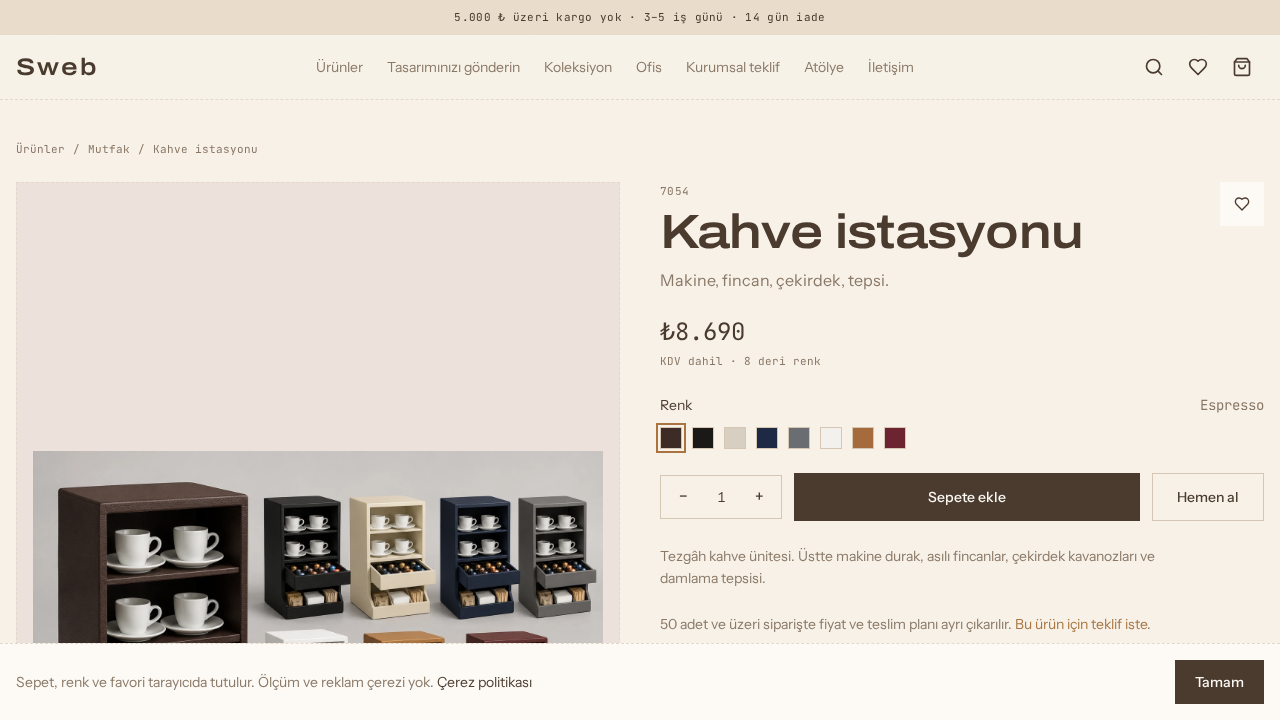 5.000 ₺ üzeri kargo yok · 3–5 iş günü · 14 gün iade
Sweb
Ürünler
Tasarımınızı gönderin
Koleksiyon
Ofis
Kurumsal teklif
Atölye
İletişim
Ürünler / Mutfak / Kahve istasyonu
7054
Kahve istasyonu
Makine, fincan, çekirdek, tepsi.
₺8.690
KDV dahil · 8 deri renk
Renk
Espresso
− 1 +
Sepete ekle
Hemen al
Tezgâh kahve ünitesi. Üstte makine durak, asılı fincanlar, çekirdek kavanozları ve
damlama tepsisi.
50 adet ve üzeri siparişte fiyat ve teslim planı ayrı çıkarılır. Bu ürün için teklif iste.
Sepet, renk ve favori tarayıcıda tutulur. Ölçüm ve reklam çerezi yok. Çerez politikası
Tamam